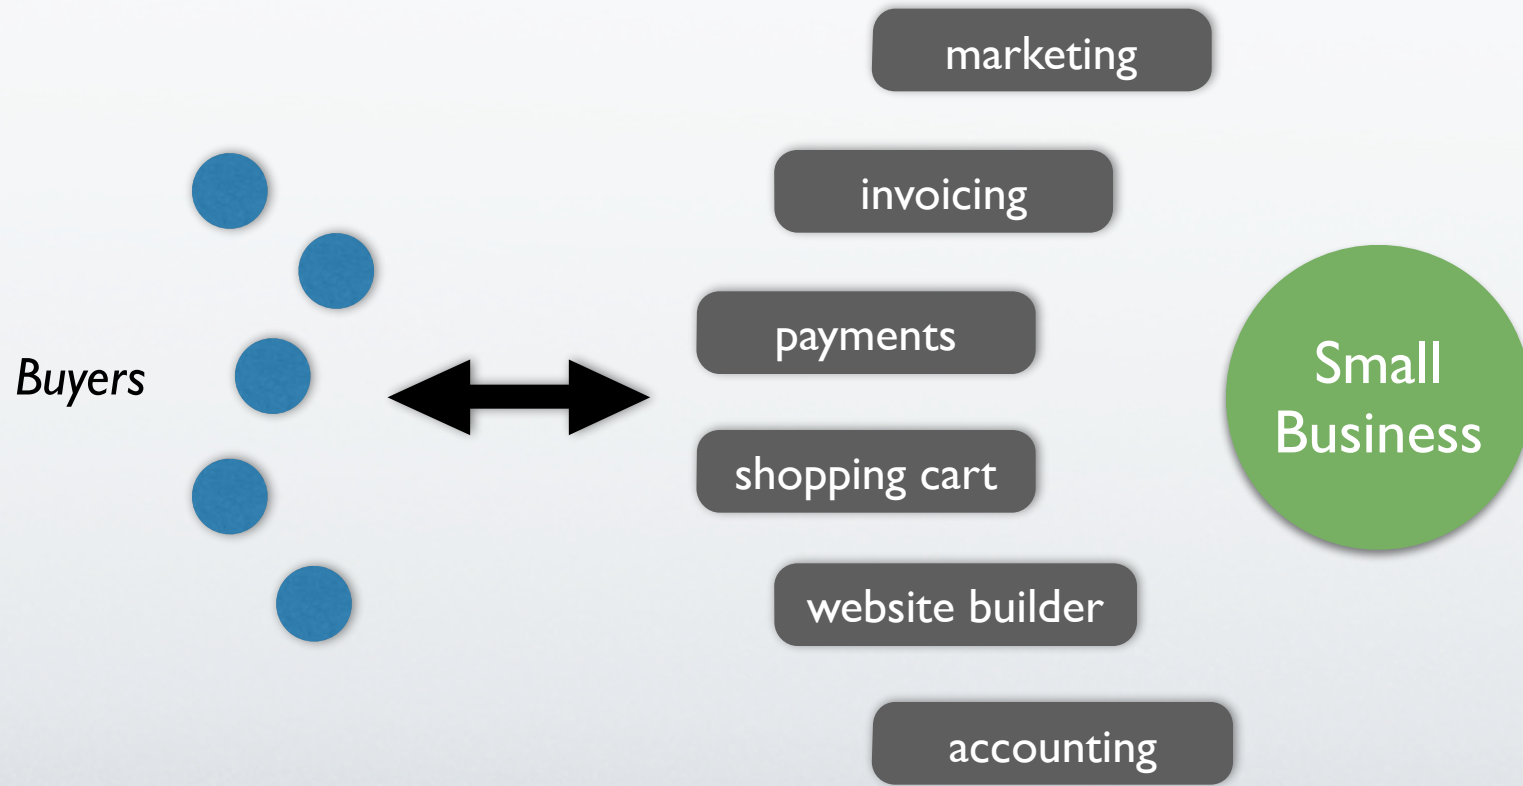 marketing
invoicing
payments
Small
Business
Buyers
shopping cart
website builder
accounting